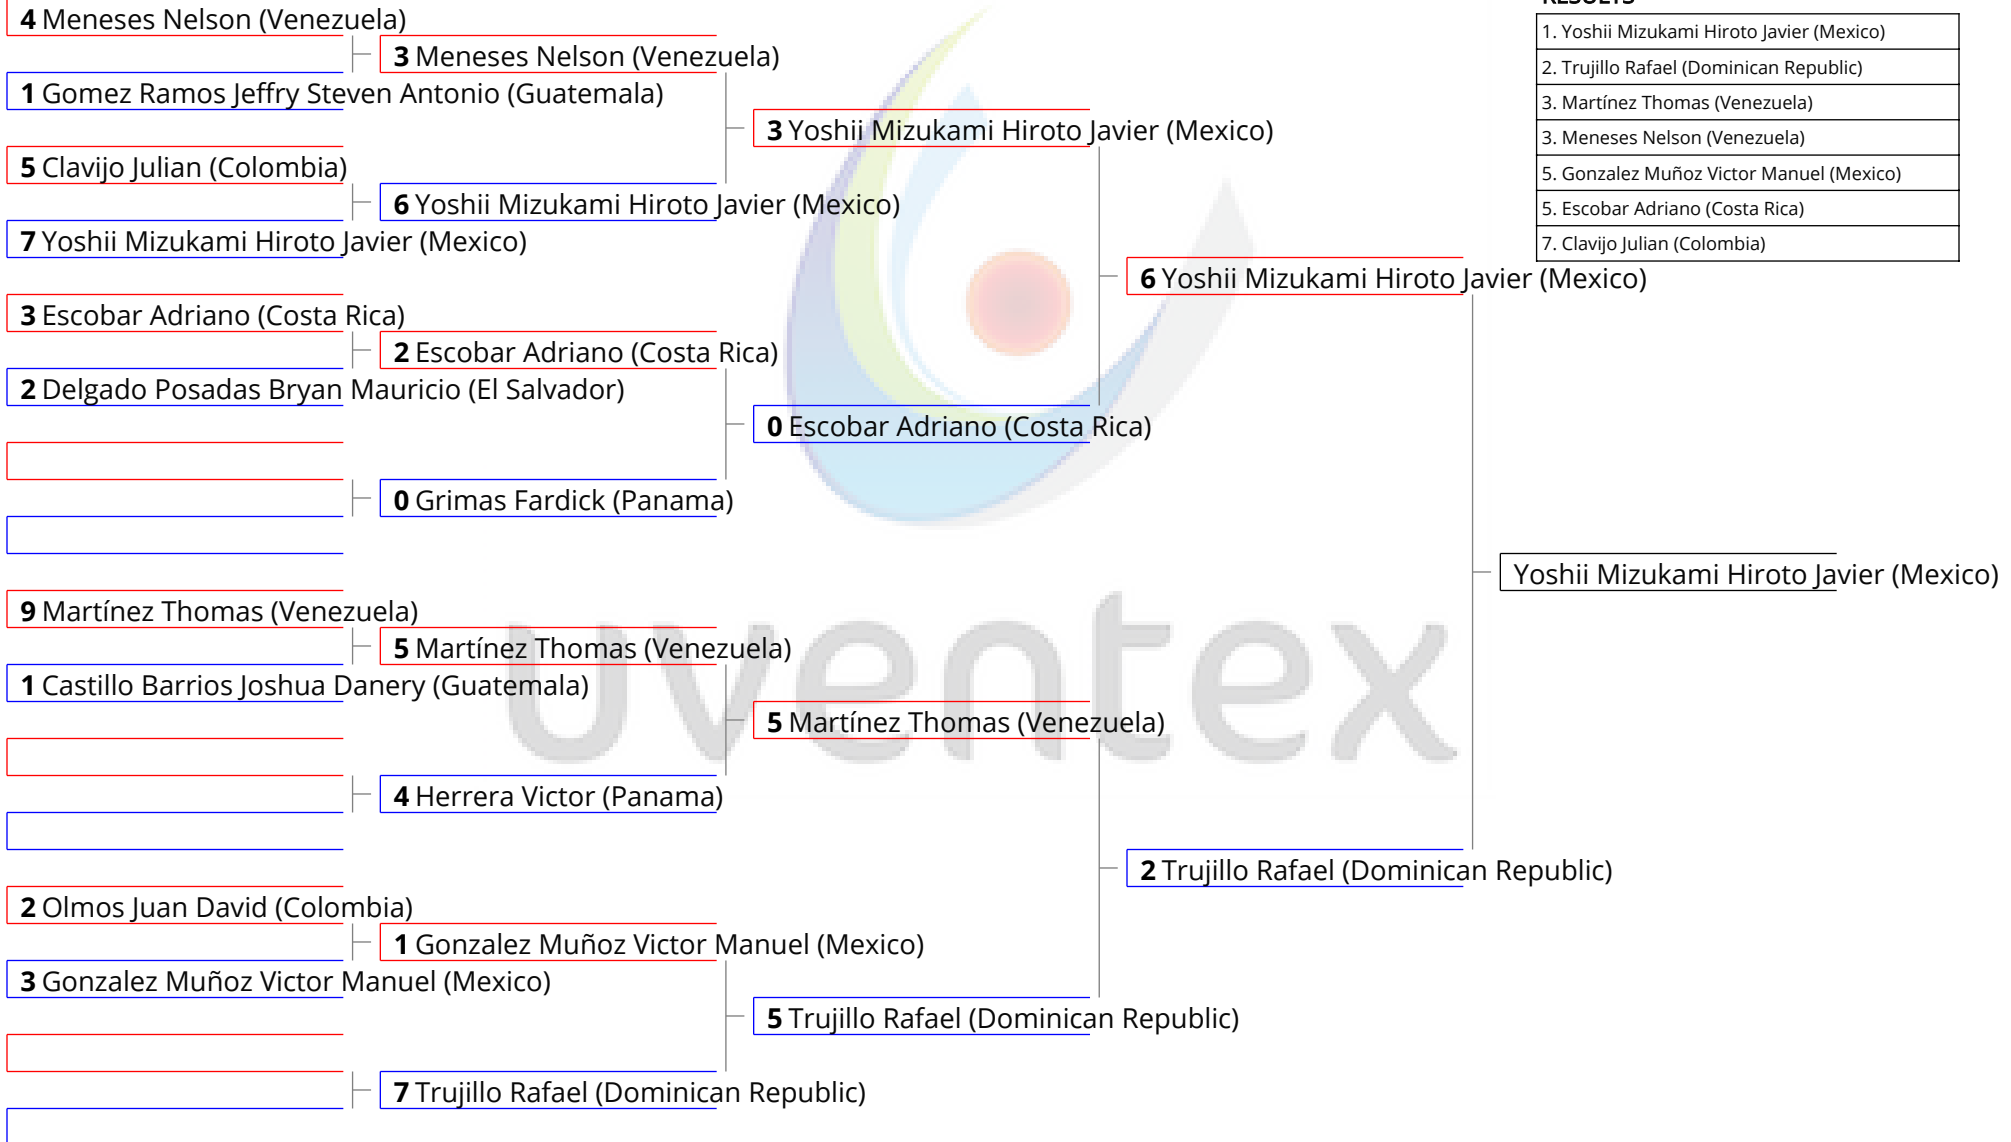 4 Meneses Nelson (Venezuela)
3 Meneses Nelson (Venezuela)
1 Gomez Ramos Jeffry Steven Antonio (Guatemala)
3 Yoshii Mizukami Hiroto Javier (Mexico)
5 Clavijo Julian (Colombia)
6 Yoshii Mizukami Hiroto Javier (Mexico)
7 Yoshii Mizukami Hiroto Javier (Mexico)
6 Yoshii Mizukami Hiroto Javier (Mexico)
3 Escobar Adriano (Costa Rica)
2 Escobar Adriano (Costa Rica)
2 Delgado Posadas Bryan Mauricio (El Salvador)
0 Escobar Adriano (Costa Rica)
0 Grimas Fardick (Panama)
Yoshii Mizukami Hiroto Javier (Mexico)
9 Martínez Thomas (Venezuela)
5 Martínez Thomas (Venezuela)
1 Castillo Barrios Joshua Danery (Guatemala)
5 Martínez Thomas (Venezuela)
4 Herrera Victor (Panama)
2 Trujillo Rafael (Dominican Republic)
2 Olmos Juan David (Colombia)
1 Gonzalez Muñoz Victor Manuel (Mexico)
3 Gonzalez Muñoz Victor Manuel (Mexico)
5 Trujillo Rafael (Dominican Republic)
7 Trujillo Rafael (Dominican Republic)
RESULTS
1. Yoshii Mizukami Hiroto Javier (Mexico)
2. Trujillo Rafael (Dominican Republic)
3. Martínez Thomas (Venezuela)
3. Meneses Nelson (Venezuela)
5. Gonzalez Muñoz Victor Manuel (Mexico)
5. Escobar Adriano (Costa Rica)
7. Clavijo Julian (Colombia)
uventex